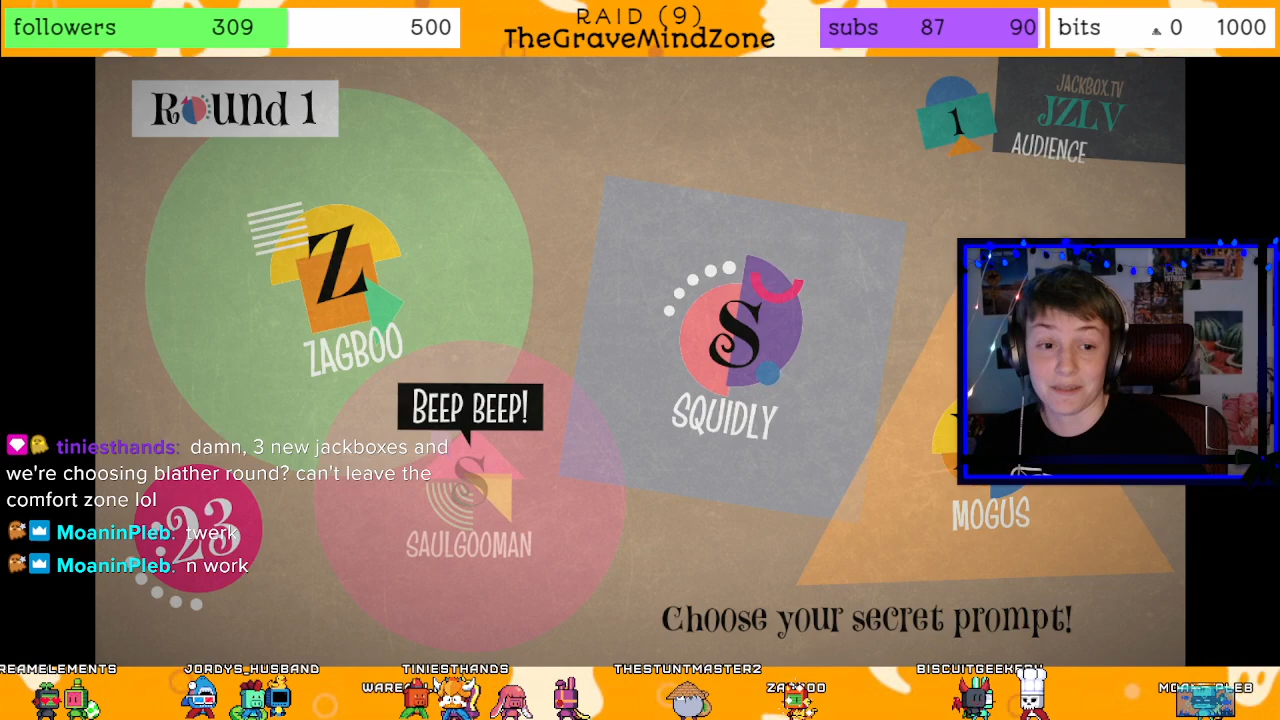 followers 309 500
RAID (9)
TheGraveMindZone
subs 87 90
bits 0 1000
Round 1
1
JACKBOX.TV
JZLV
AUDIENCE
Z
ZAGBOO
S
SQUIDLY
BEEP BEEP!
S
SAULGOOMAN
MOGUS
tiniesthands: damn, 3 new jackboxes and
we're choosing blather round? can't leave the
comfort zone lol
:23
MoaninPleb: twerk
MoaninPleb: n work
Choose your secret prompt!
REAMELEMENTS
JORDYS_HUSBAND
TINIESTHANDS
THESTUNTMASTER2
WARE